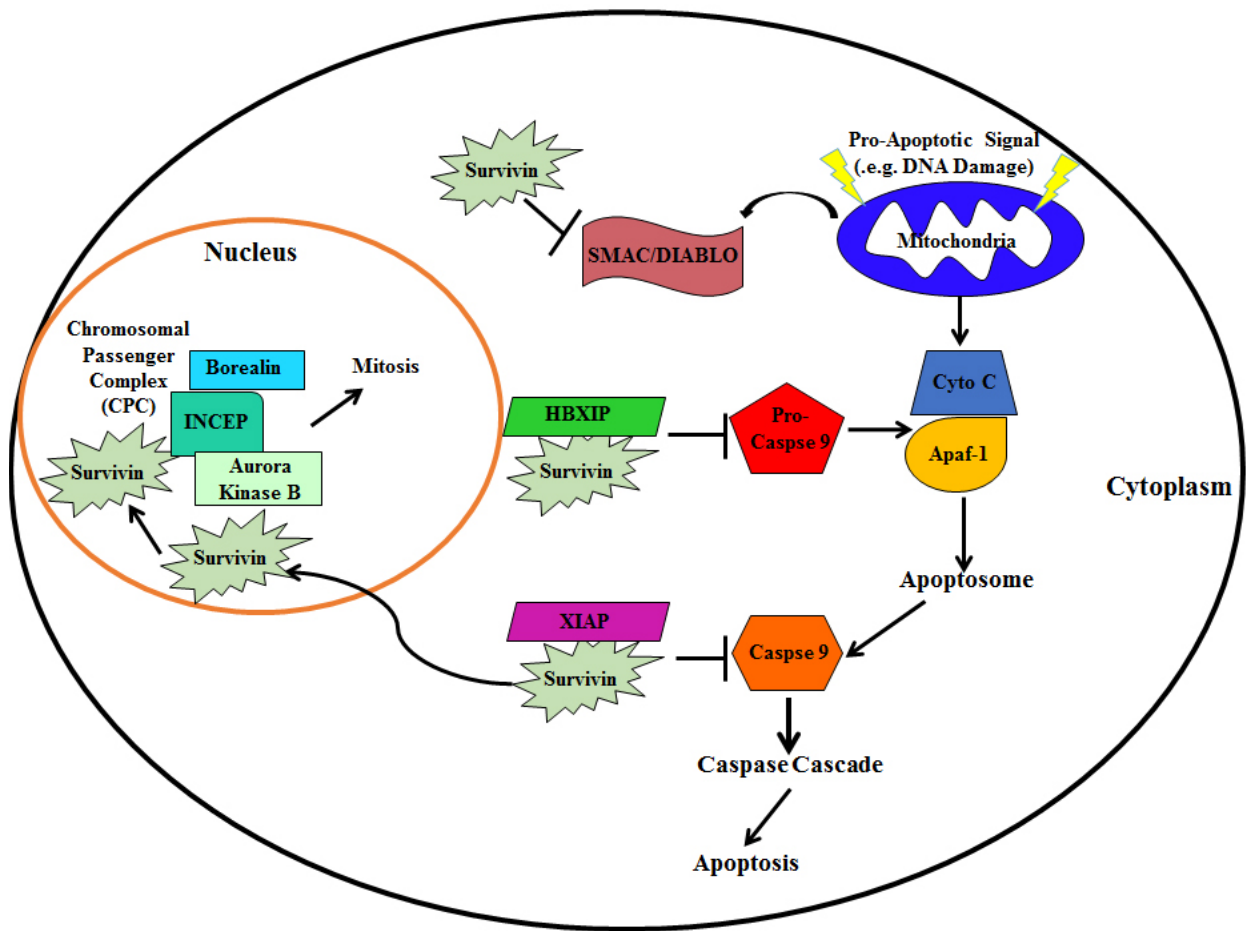 Pro-Apoptotic Signal
(.e.g. DNA Damage)
Survivin
Mitochondria
SMAC/DIABLO
Nucleus
Chromosomal
Passenger
Complex
(CPC)
Borealin
Mitosis
INCEP
Survivin
Aurora
Kinase B
Survivin
HBXIP
Survivin
Pro-
Caspse 9
Cyto C
Apaf-1
Cytoplasm
Apoptosome
XIAP
Survivin
Caspse 9
Caspase Cascade
Apoptosis